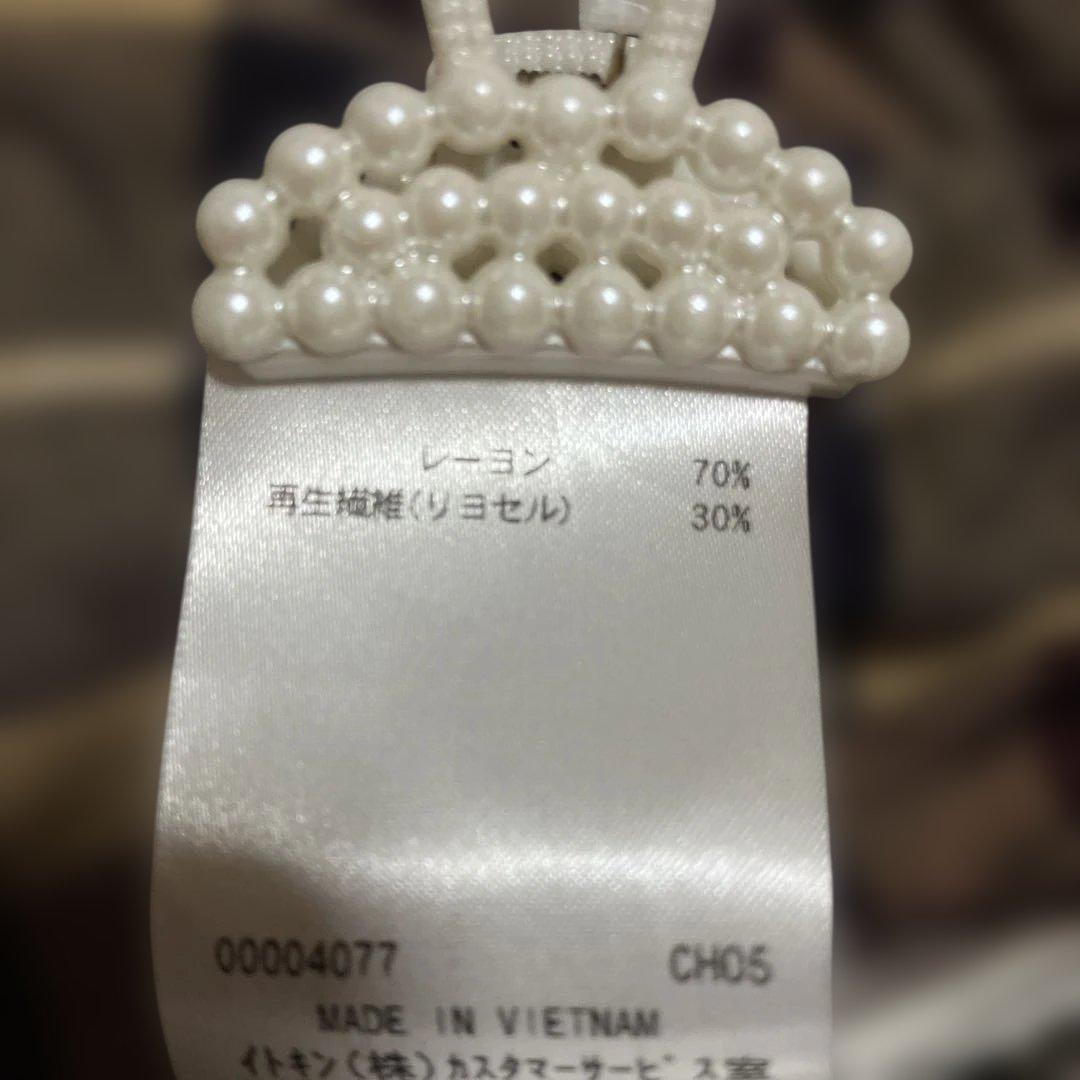 レーヨン 70%
再生繊維(リヨセル) 30%
00004077 CH05
MADE IN VIETNAM
イトキン(株)カスタマーサービス室